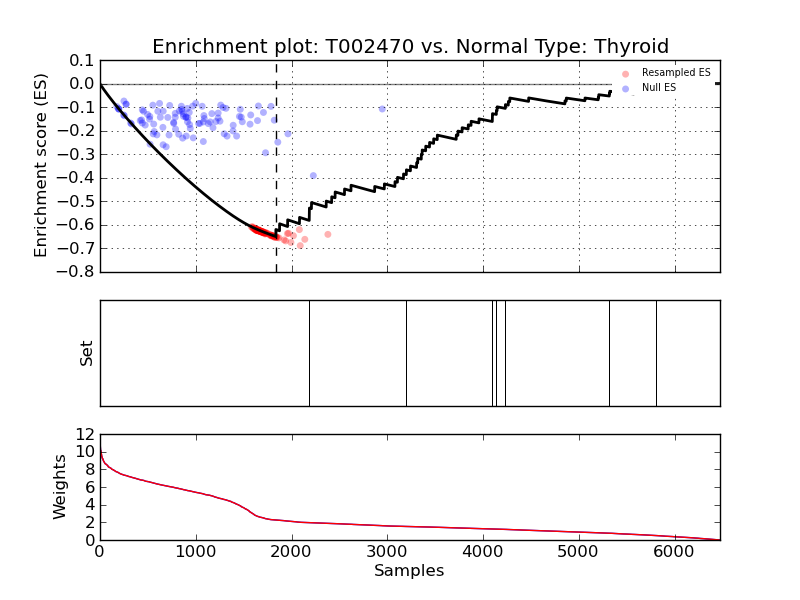 Enrichment plot: T002470 vs. Normal Type: Thyroid
Enrichment score (ES)
0.1
0.0
−0.1
−0.2
−0.3
−0.4
−0.5
−0.6
−0.7
−0.8
Resampled ES
Null ES
Set
Weights
12
10
8
6
4
2
0
0 1000 2000 3000 4000 5000 6000
Samples